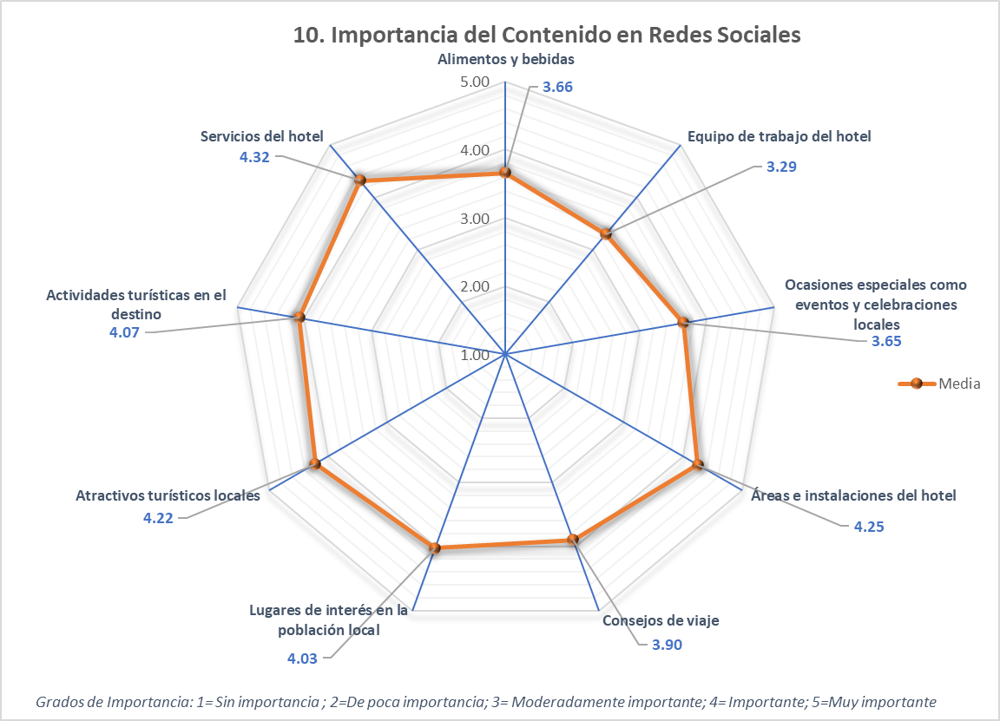 10. Importancia del Contenido en Redes Sociales
Alimentos y bebidas
5.00
3.66
Servicios del hotel
4.32
Equipo de trabajo del hotel
3.29
4.00
3.00
Actividades turísticas en el
destino
4.07
Ocasiones especiales como
eventos y celebraciones
locales
3.65
2.00
1.00
Media
Atractivos turísticos locales
4.22
Áreas e instalaciones del hotel
4.25
Lugares de interés en la
población local
4.03
Consejos de viaje
3.90
Grados de Importancia: 1= Sin importancia ; 2=De poca importancia; 3= Moderadamente importante; 4= Importante; 5=Muy importante